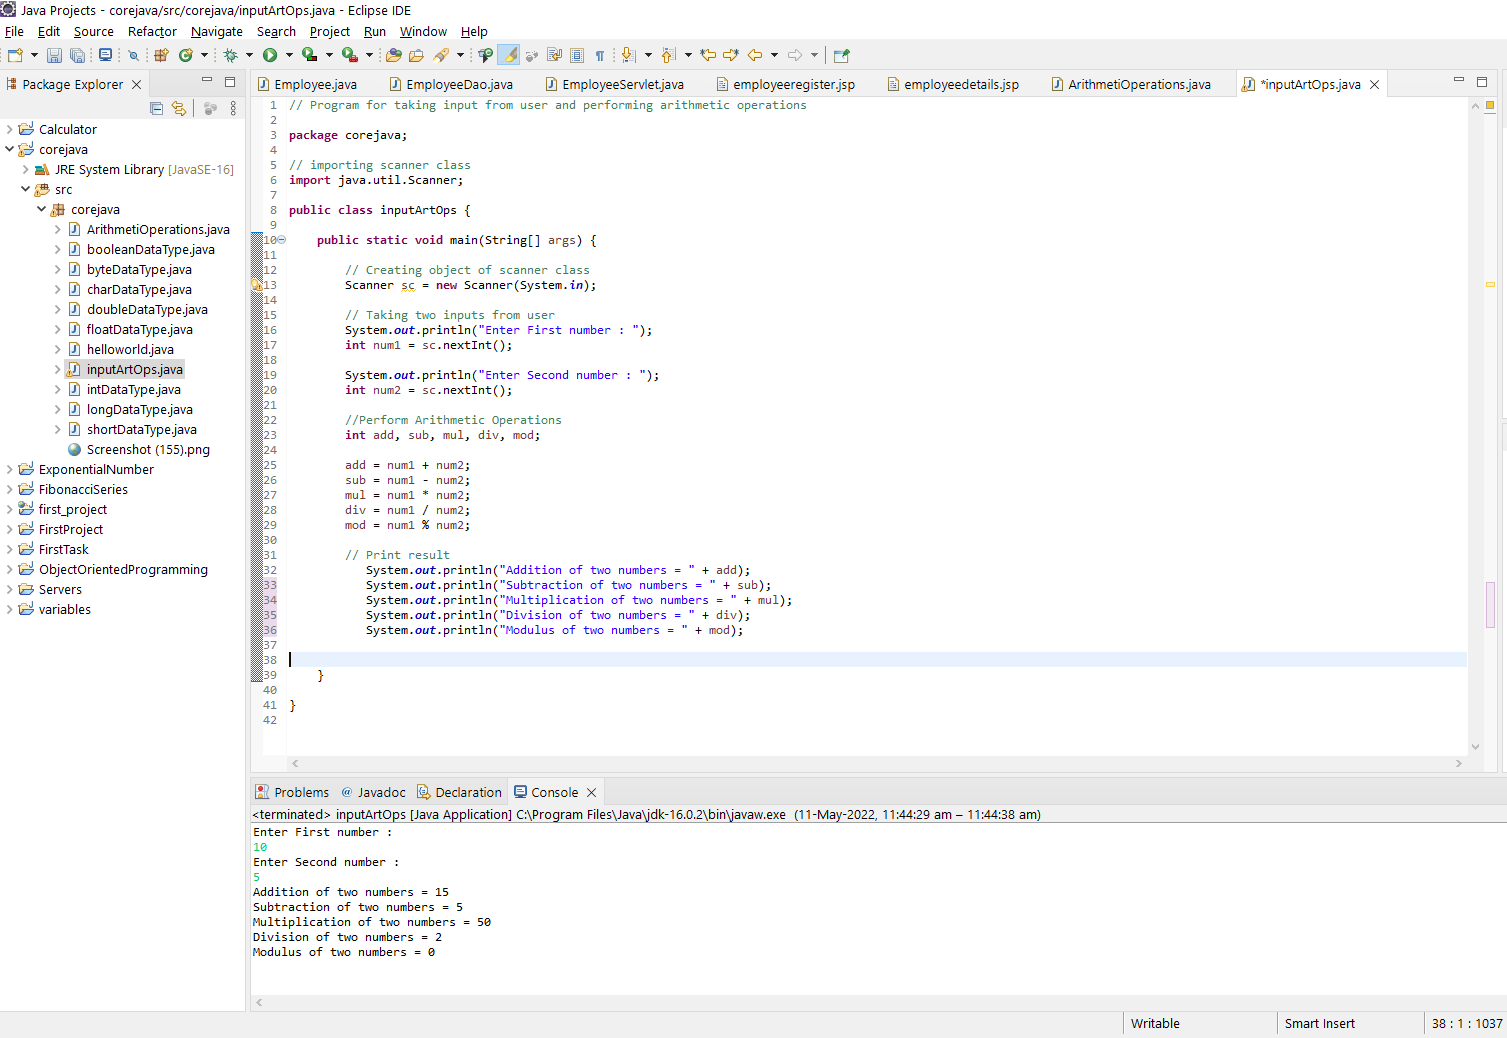 Java Projects - corejava/src/corejava/inputArtOps.java - Eclipse IDE
File Edit Source Refactor Navigate Search Project Run Window Help
Package Explorer
Employee.java EmployeeDao.java EmployeeServlet.java employeeregister.jsp employeedetails.jsp ArithmetiOperations.java *inputArtOps.java
Calculator
corejava
JRE System Library [JavaSE-16]
src
corejava
ArithmetiOperations.java
booleanDataType.java
byteDataType.java
charDataType.java
doubleDataType.java
floatDataType.java
helloworld.java
inputArtOps.java
intDataType.java
longDataType.java
shortDataType.java
Screenshot (155).png
ExponentialNumber
FibonacciSeries
first_project
FirstProject
FirstTask
ObjectOrientedProgramming
Servers
variables
1 // Program for taking input from user and performing arithmetic operations
2
3 package corejava;
4
5 // importing scanner class
6 import java.util.Scanner;
7
8 public class inputArtOps {
9
10 public static void main(String[] args) {
11
12 // Creating object of scanner class
13 Scanner sc = new Scanner(System.in);
14
15 // Taking two inputs from user
16 System.out.println("Enter First number : ");
17 int num1 = sc.nextInt();
18
19 System.out.println("Enter Second number : ");
20 int num2 = sc.nextInt();
21
22 //Perform Arithmetic Operations
23 int add, sub, mul, div, mod;
24
25 add = num1 + num2;
26 sub = num1 - num2;
27 mul = num1 * num2;
28 div = num1 / num2;
29 mod = num1 % num2;
30
31 // Print result
32 System.out.println("Addition of two numbers = " + add);
33 System.out.println("Subtraction of two numbers = " + sub);
34 System.out.println("Multiplication of two numbers = " + mul);
35 System.out.println("Division of two numbers = " + div);
36 System.out.println("Modulus of two numbers = " + mod);
37
38
39 }
40
41 }
42
Problems Javadoc Declaration Console
<terminated> inputArtOps [Java Application] C:\Program Files\Java\jdk-16.0.2\bin\javaw.exe (11-May-2022, 11:44:29 am – 11:44:38 am)
Enter First number :
10
Enter Second number :
5
Addition of two numbers = 15
Subtraction of two numbers = 5
Multiplication of two numbers = 50
Division of two numbers = 2
Modulus of two numbers = 0
Writable Smart Insert 38 : 1 : 1037